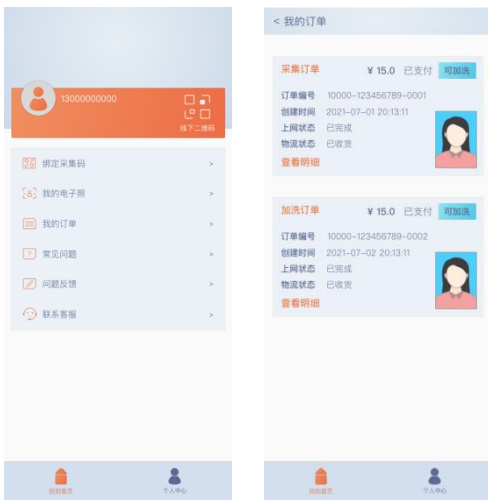 13000000000
线下二维码
绑定采集码 >
我的电子照 >
我的订单 >
常见问题 >
问题反馈 >
联系客服 >
回到首页
个人中心
< 我的订单
采集订单 ¥ 15.0 已支付 可加洗
订单编号 10000-123456789-0001
创建时间 2021-07-01 20:13:11
上网状态 已完成
物流状态 已收货
查看明细
加洗订单 ¥ 15.0 已支付 可加洗
订单编号 10000-123456789-0002
创建时间 2021-07-02 20:13:11
上网状态 已完成
物流状态 已收货
查看明细
回到首页
个人中心